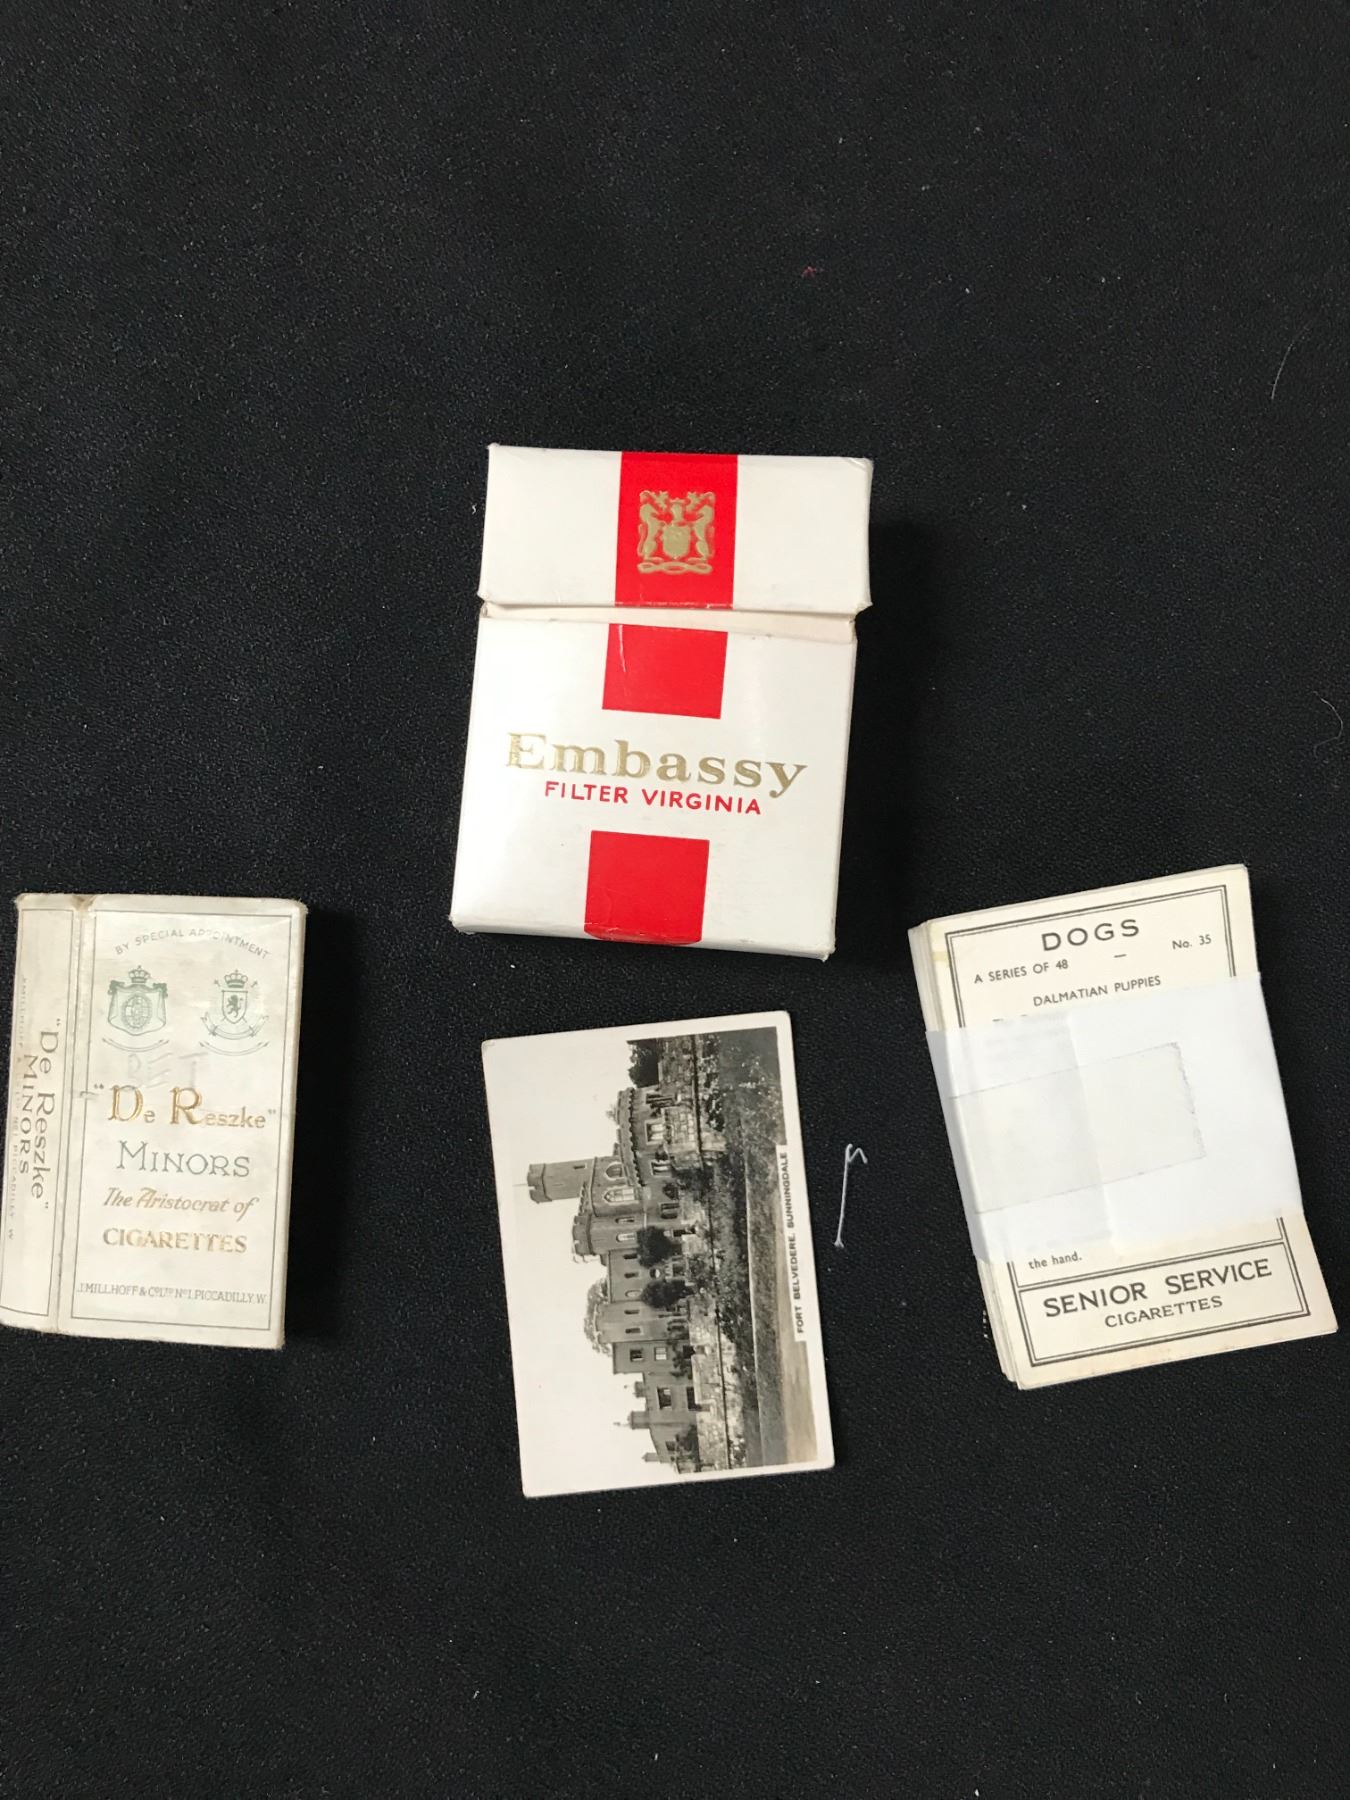 Embassy
FILTER VIRGINIA
BY SPECIAL APPOINTMENT
"De Reszke"
MINORS
The Aristocrat of
CIGARETTES
J.MILLHOFF & Co LTD No 1, PICCADILLY, W.
"De Reszke"
MINORS
PICCADILLY W
FORT BELVEDERE. SUNNINGDALE
DOGS
A SERIES OF 48 — No. 35
DALMATIAN PUPPIES
the hand.
SENIOR SERVICE
CIGARETTES